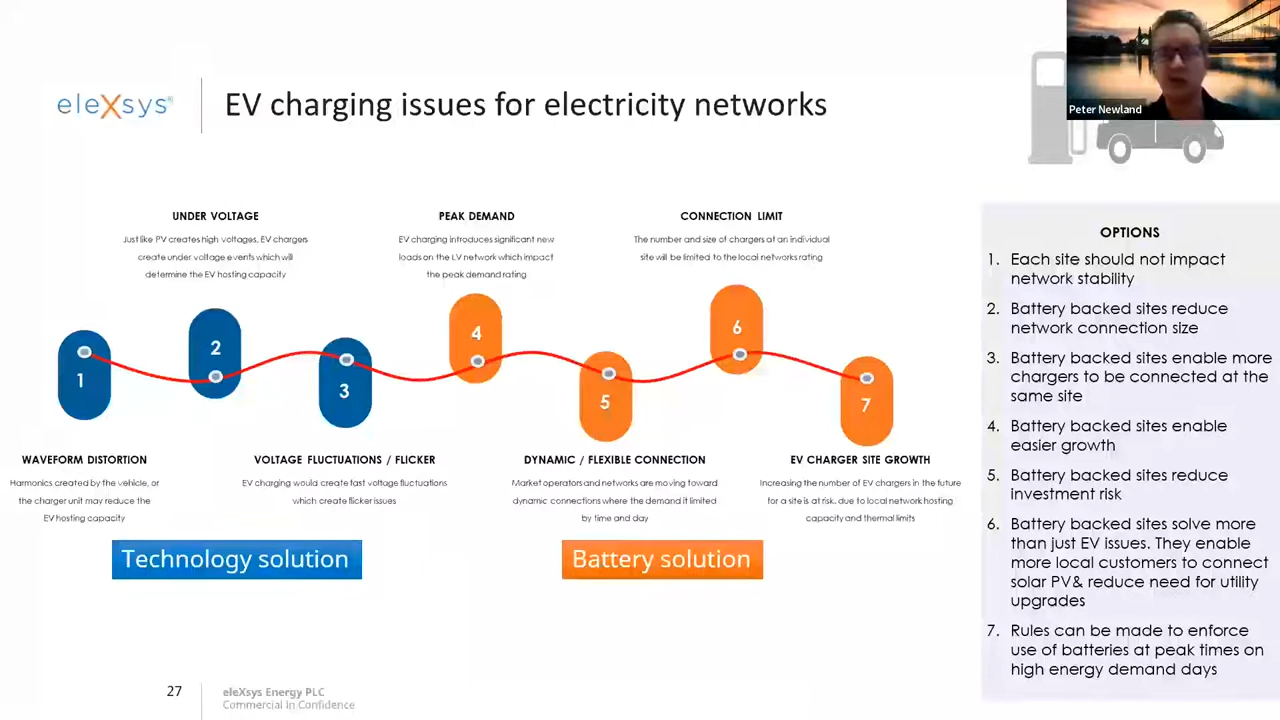 Peter Newland
eleXsys®
EV charging issues for electricity networks
UNDER VOLTAGE
Just like PV creates high voltages, EV chargers
create under voltage events which will
determine the EV hosting capacity
PEAK DEMAND
EV charging introduces significant new
loads on the LV network which impact
the peak demand rating
CONNECTION LIMIT
The number and size of chargers at an individual
site will be limited to the local networks rating
1
2
3
4
5
6
7
WAVEFORM DISTORTION
Harmonics created by the vehicle, or
the charger unit may reduce the
EV hosting capacity
VOLTAGE FLUCTUATIONS / FLICKER
EV charging would create fast voltage fluctuations
which create flicker issues
DYNAMIC / FLEXIBLE CONNECTION
Market operators and networks are moving toward
dynamic connections where the demand it limited
by time and day
EV CHARGER SITE GROWTH
Increasing the number of EV chargers in the future
for a site is at risk, due to local network hosting
capacity and thermal limits
Technology solution
Battery solution
OPTIONS
1. Each site should not impact
network stability
2. Battery backed sites reduce
network connection size
3. Battery backed sites enable more
chargers to be connected at the
same site
4. Battery backed sites enable
easier growth
5. Battery backed sites reduce
investment risk
6. Battery backed sites solve more
than just EV issues. They enable
more local customers to connect
solar PV& reduce need for utility
upgrades
7. Rules can be made to enforce
use of batteries at peak times on
high energy demand days
27
eleXsys Energy PLC
Commercial In Confidence